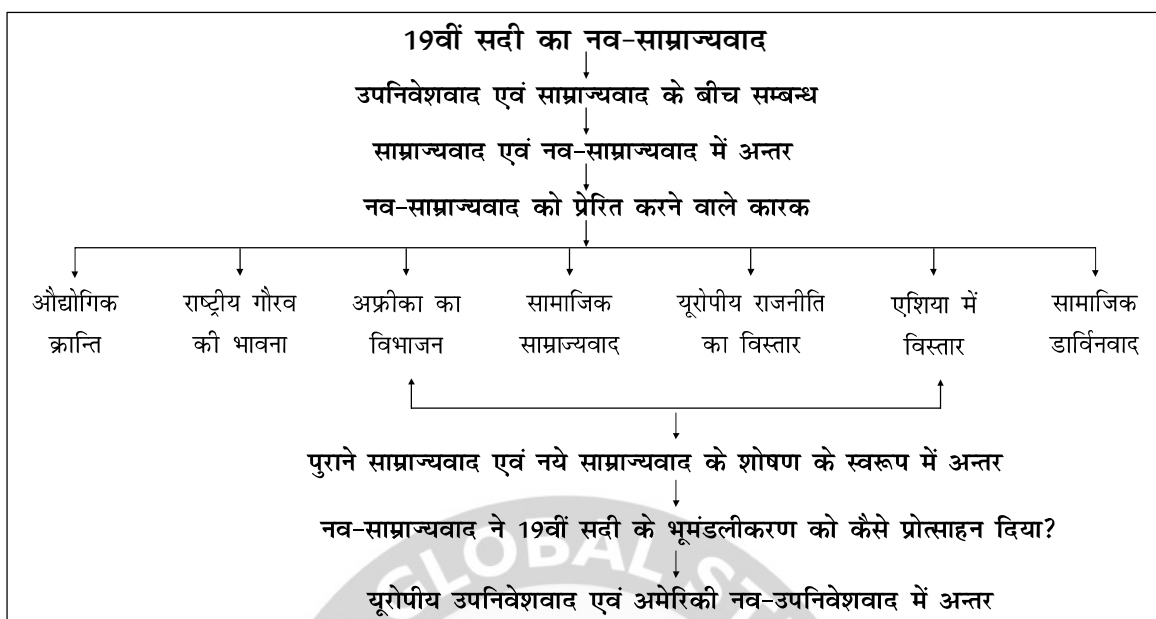 19वीं सदी का नव-साम्राज्यवाद
उपनिवेशवाद एवं साम्राज्यवाद के बीच सम्बन्ध
साम्राज्यवाद एवं नव-साम्राज्यवाद में अन्तर
नव-साम्राज्यवाद को प्रेरित करने वाले कारक
औद्योगिक
क्रान्ति
राष्ट्रीय गौरव
की भावना
अफ्रीका का
विभाजन
सामाजिक
साम्राज्यवाद
यूरोपीय राजनीति
का विस्तार
एशिया में
विस्तार
सामाजिक
डार्विनवाद
पुराने साम्राज्यवाद एवं नये साम्राज्यवाद के शोषण के स्वरूप में अन्तर
नव-साम्राज्यवाद ने 19वीं सदी के भूमंडलीकरण को कैसे प्रोत्साहन दिया?
यूरोपीय उपनिवेशवाद एवं अमेरिकी नव-उपनिवेशवाद में अन्तर
GLOBAL ST